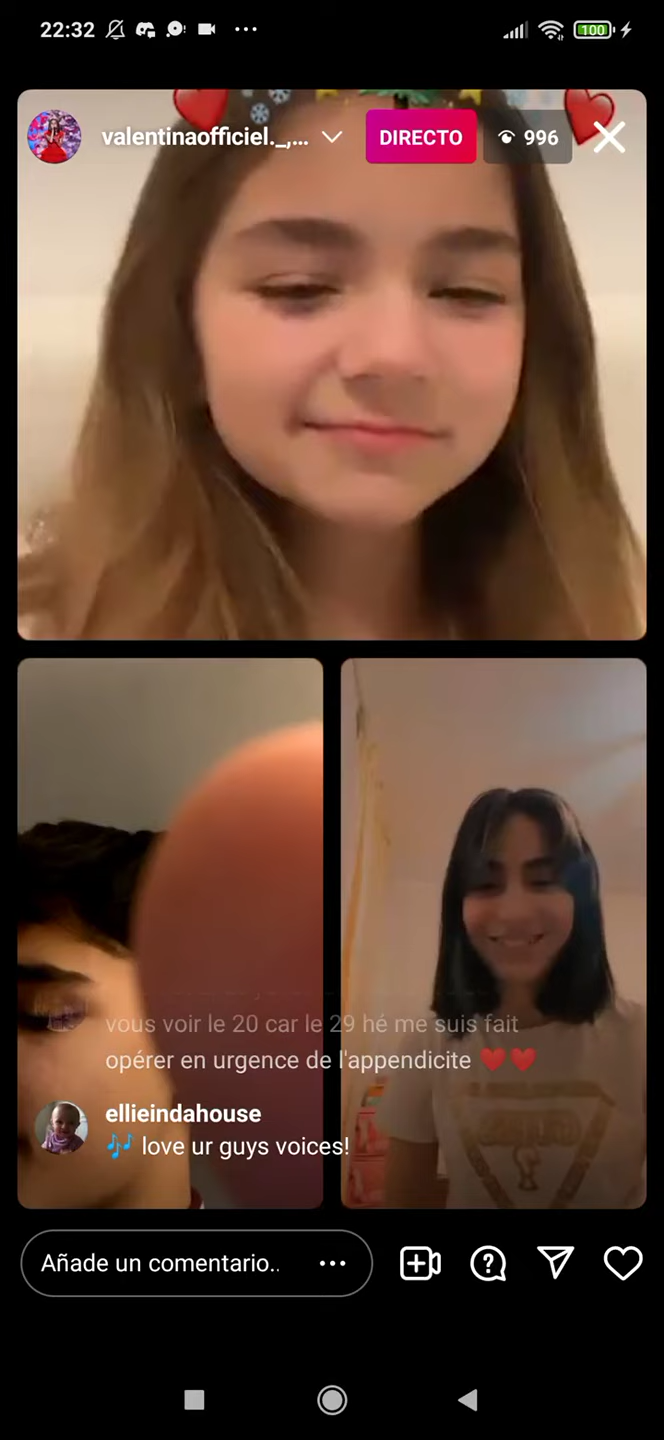 22:32 ... 100
valentinaofficiel._,... DIRECTO 996
vous voir le 20 car le 29 hé me suis fait
opérer en urgence de l'appendicite ❤️❤️
ellieindahouse
🎶 love ur guys voices!
Añade un comentario..